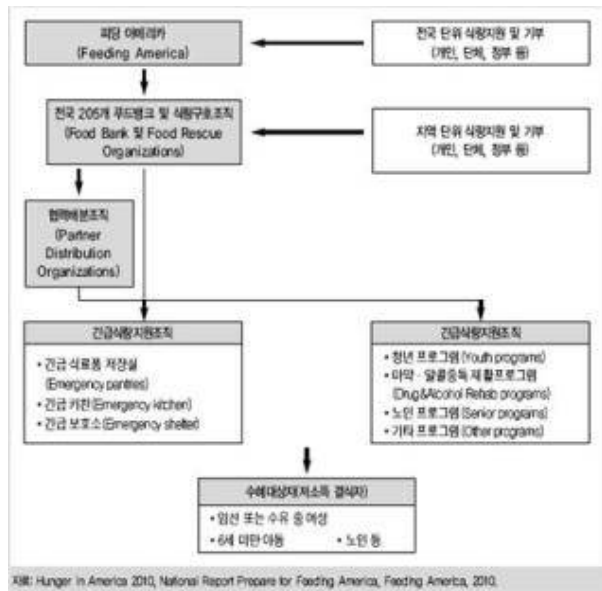 피딩 아메리카
(Feeding America)
전국 단위 식량지원 및 기부
(개인, 단체, 정부 등)
전국 205개 푸드뱅크 및 식량구호조직
(Food Bank 및 Food Rescue
Organizations)
지역 단위 식량지원 및 기부
(개인, 단체, 정부 등)
협력배분조직
(Partner
Distribution
Organizations)
긴급식량지원조직
• 긴급 식료품 저장실
(Emergency pantries)
• 긴급 키친(Emergency kitchen)
• 긴급 보호소(Emergency shelter)
긴급식량지원조직
• 청년 프로그램(Youth programs)
• 마약 · 알콜중독 재활프로그램
(Drug&Alcohol Rehab programs)
• 노인 프로그램(Senior programs)
• 기타 프로그램(Other programs)
수혜대상재(저소득 결식자)
• 임산 또는 수유 중 여성
• 6세 미만 아동 • 노인 등
자료: Hunger in America 2010, National Report Prepare for Feeding America, Feeding America, 2010.